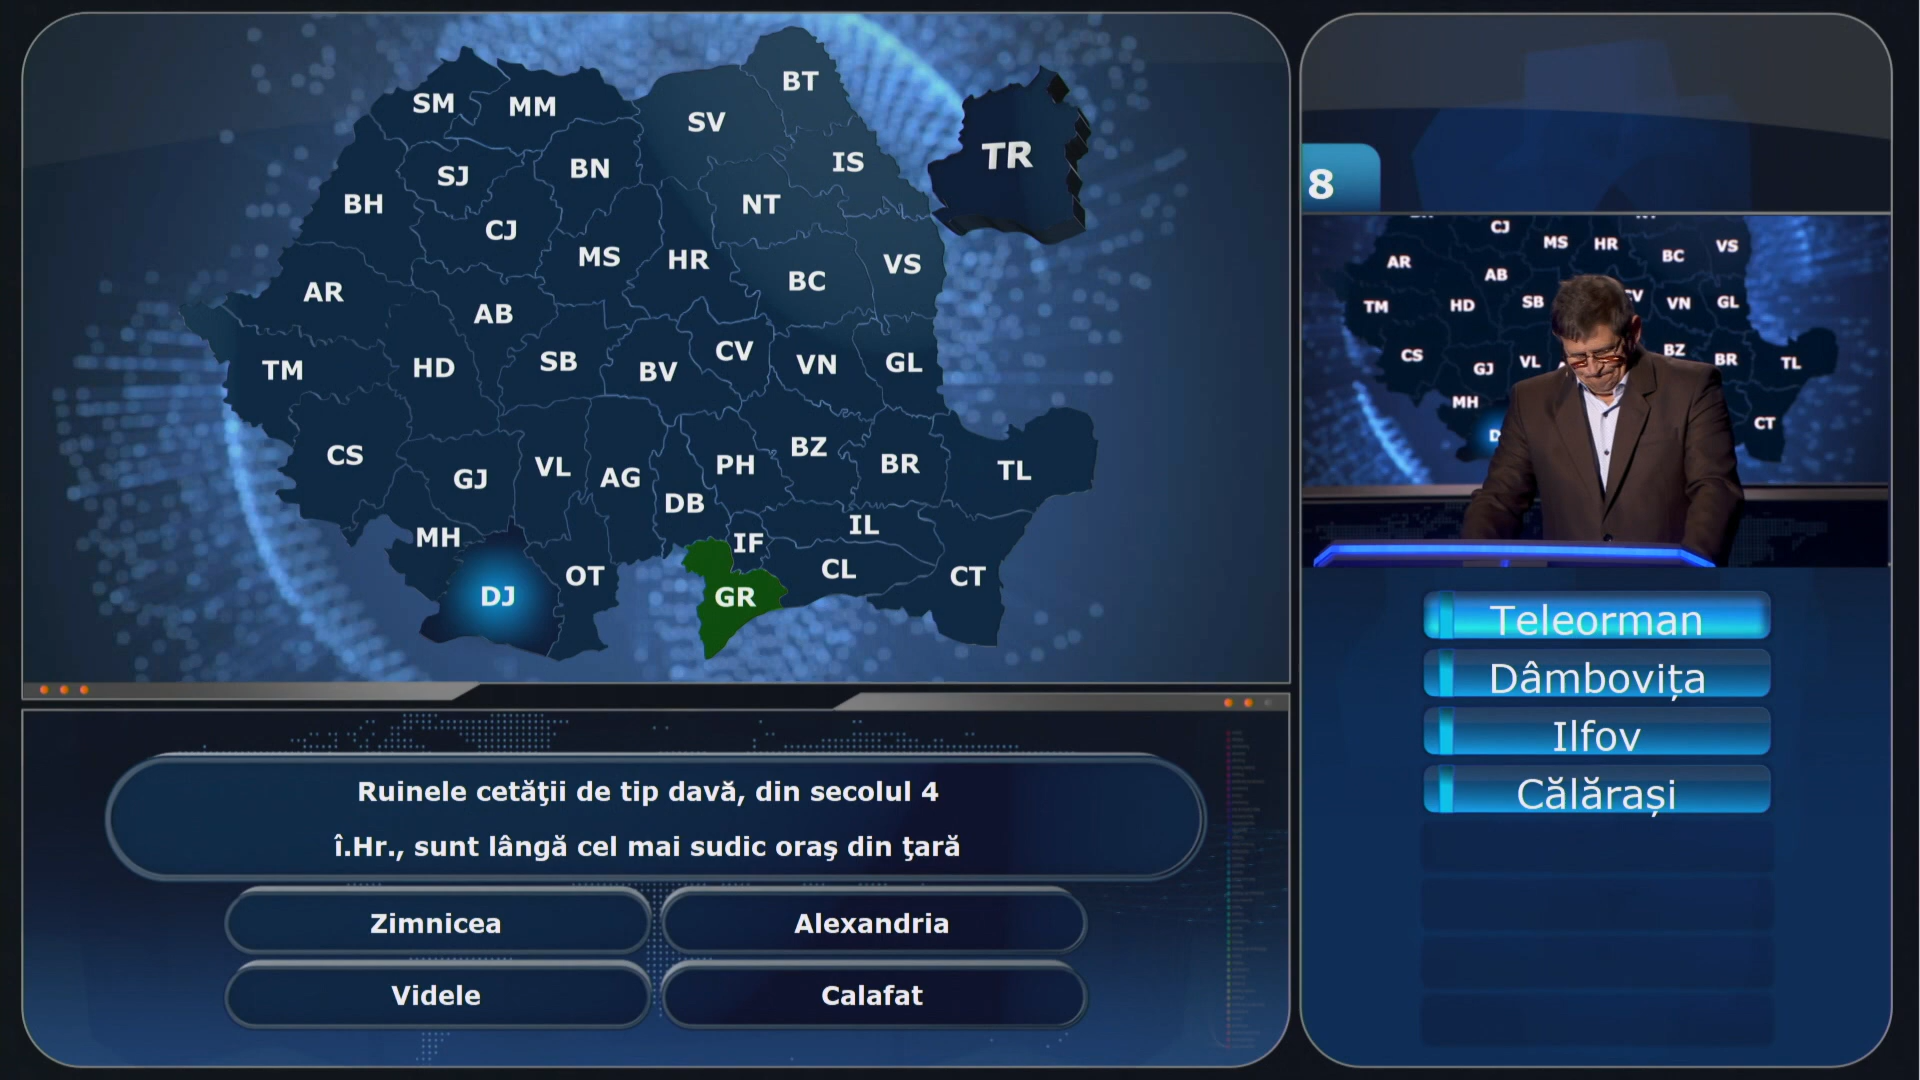 BT
SM
MM
SV
TR
IS
BN
SJ
BH
NT
CJ
MS
HR
VS
BC
AR
AB
CV
SB
VN
GL
TM
HD
BV
CS
BZ
PH
BR
VL
TL
GJ
AG
DB
IL
MH
IF
CL
OT
CT
DJ
GR
8
CJ
MS
HR
VS
BC
AR
AB
TM
HD
SB
CV
VN
GL
CS
GJ
VL
BZ
BR
TL
MH
CT
Teleorman
Dâmbovița
Ilfov
Călărași
Ruinele cetăţii de tip davă, din secolul 4
î.Hr., sunt lângă cel mai sudic oraş din ţară
Zimnicea
Alexandria
Videle
Calafat